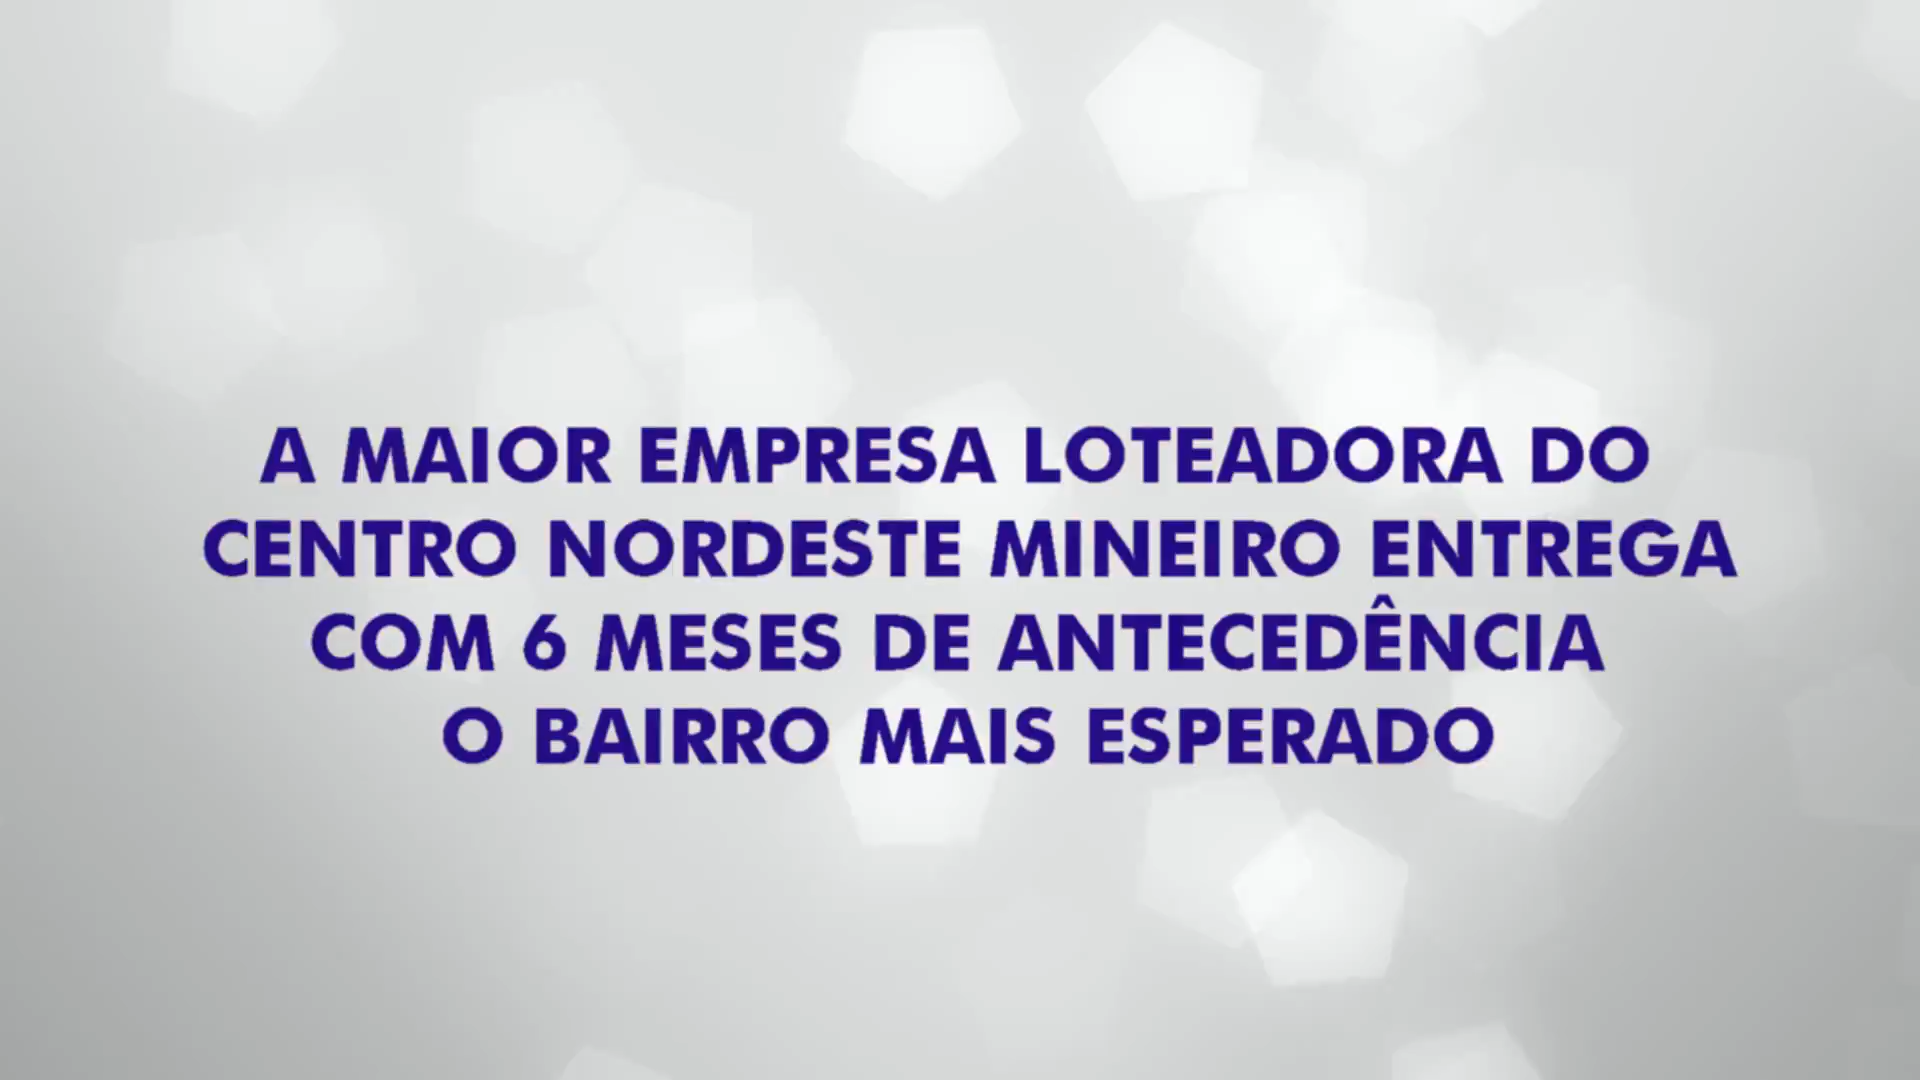 A MAIOR EMPRESA LOTEADORA DO
CENTRO NORDESTE MINEIRO ENTREGA
COM 6 MESES DE ANTECEDÊNCIA
O BAIRRO MAIS ESPERADO